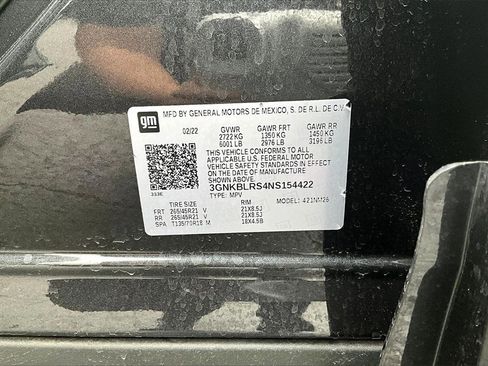 gm
MFD BY GENERAL MOTORS DE MEXICO, S. DE R.L. DE C.V.
02/22 GVWR GAWR FRT GAWR RR
2722 KG 1350 KG 1450 KG
6001 LB 2976 LB 3196 LB
THIS VEHICLE CONFORMS TO ALL
APPLICABLE U.S. FEDERAL MOTOR
VEHICLE SAFETY STANDARDS IN EFFECT
ON THE DATE OF MANUFACTURE SHOWN ABOVE.
3GNKBLRS4NS154422
TYPE: MPV
TIRE SIZE RIM MODEL:
FRT 265/45R21 V 21X8.5J
RR 265/45R21 V 21X8.5J
SPA T135/70R18 M 18X4.5B